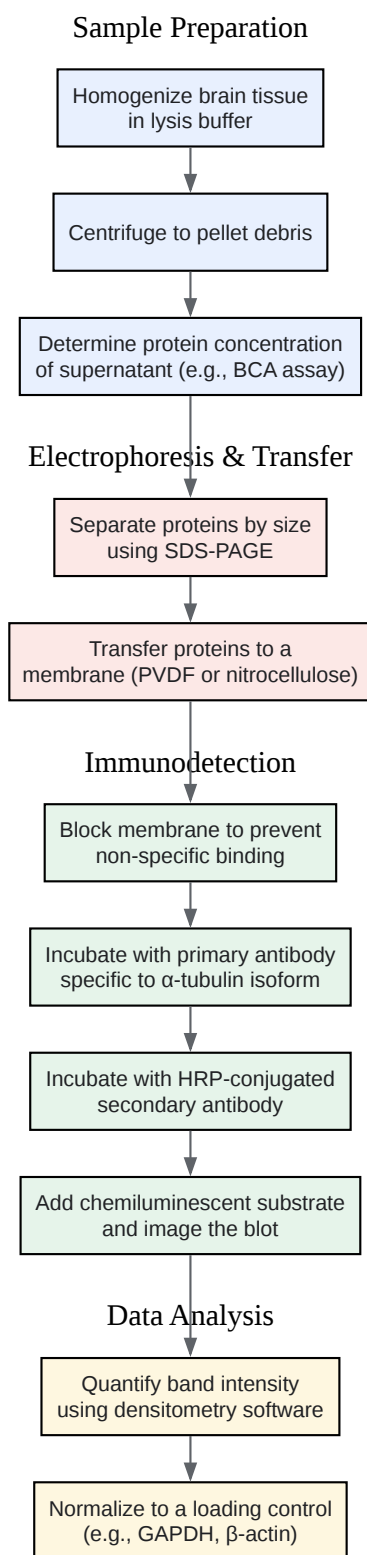 Sample Preparation
Homogenize brain tissue
in lysis buffer
Centrifuge to pellet debris
Determine protein concentration
of supernatant (e.g., BCA assay)
Electrophoresis & Transfer
Separate proteins by size
using SDS-PAGE
Transfer proteins to a
membrane (PVDF or nitrocellulose)
Immunodetection
Block membrane to prevent
non-specific binding
Incubate with primary antibody
specific to α-tubulin isoform
Incubate with HRP-conjugated
secondary antibody
Add chemiluminescent substrate
and image the blot
Data Analysis
Quantify band intensity
using densitometry software
Normalize to a loading control
(e.g., GAPDH, β-actin)